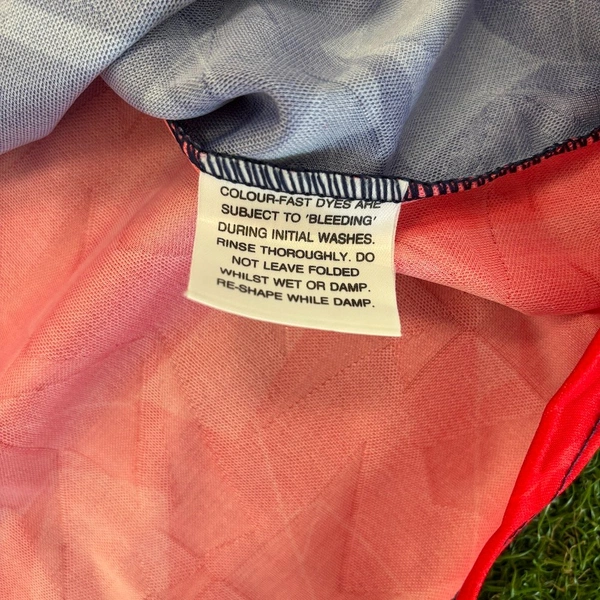 COLOUR-FAST DYES ARE
SUBJECT TO 'BLEEDING'
DURING INITIAL WASHES.
RINSE THOROUGHLY. DO
NOT LEAVE FOLDED
WHILST WET OR DAMP.
RE-SHAPE WHILE DAMP.